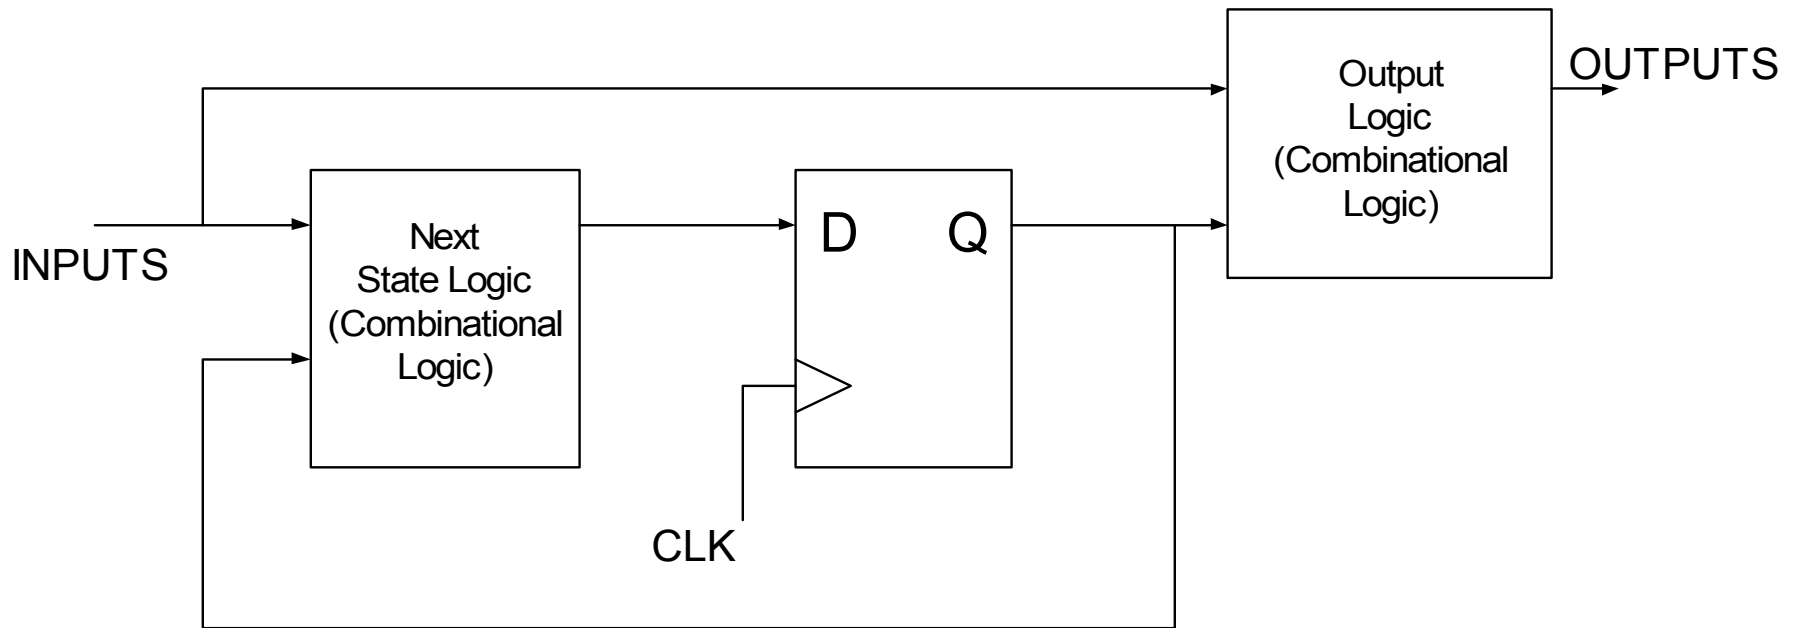 Output
Logic
(Combinational
Logic)
OUTPUTS
INPUTS
Next
State Logic
(Combinational
Logic)
D
Q
CLK